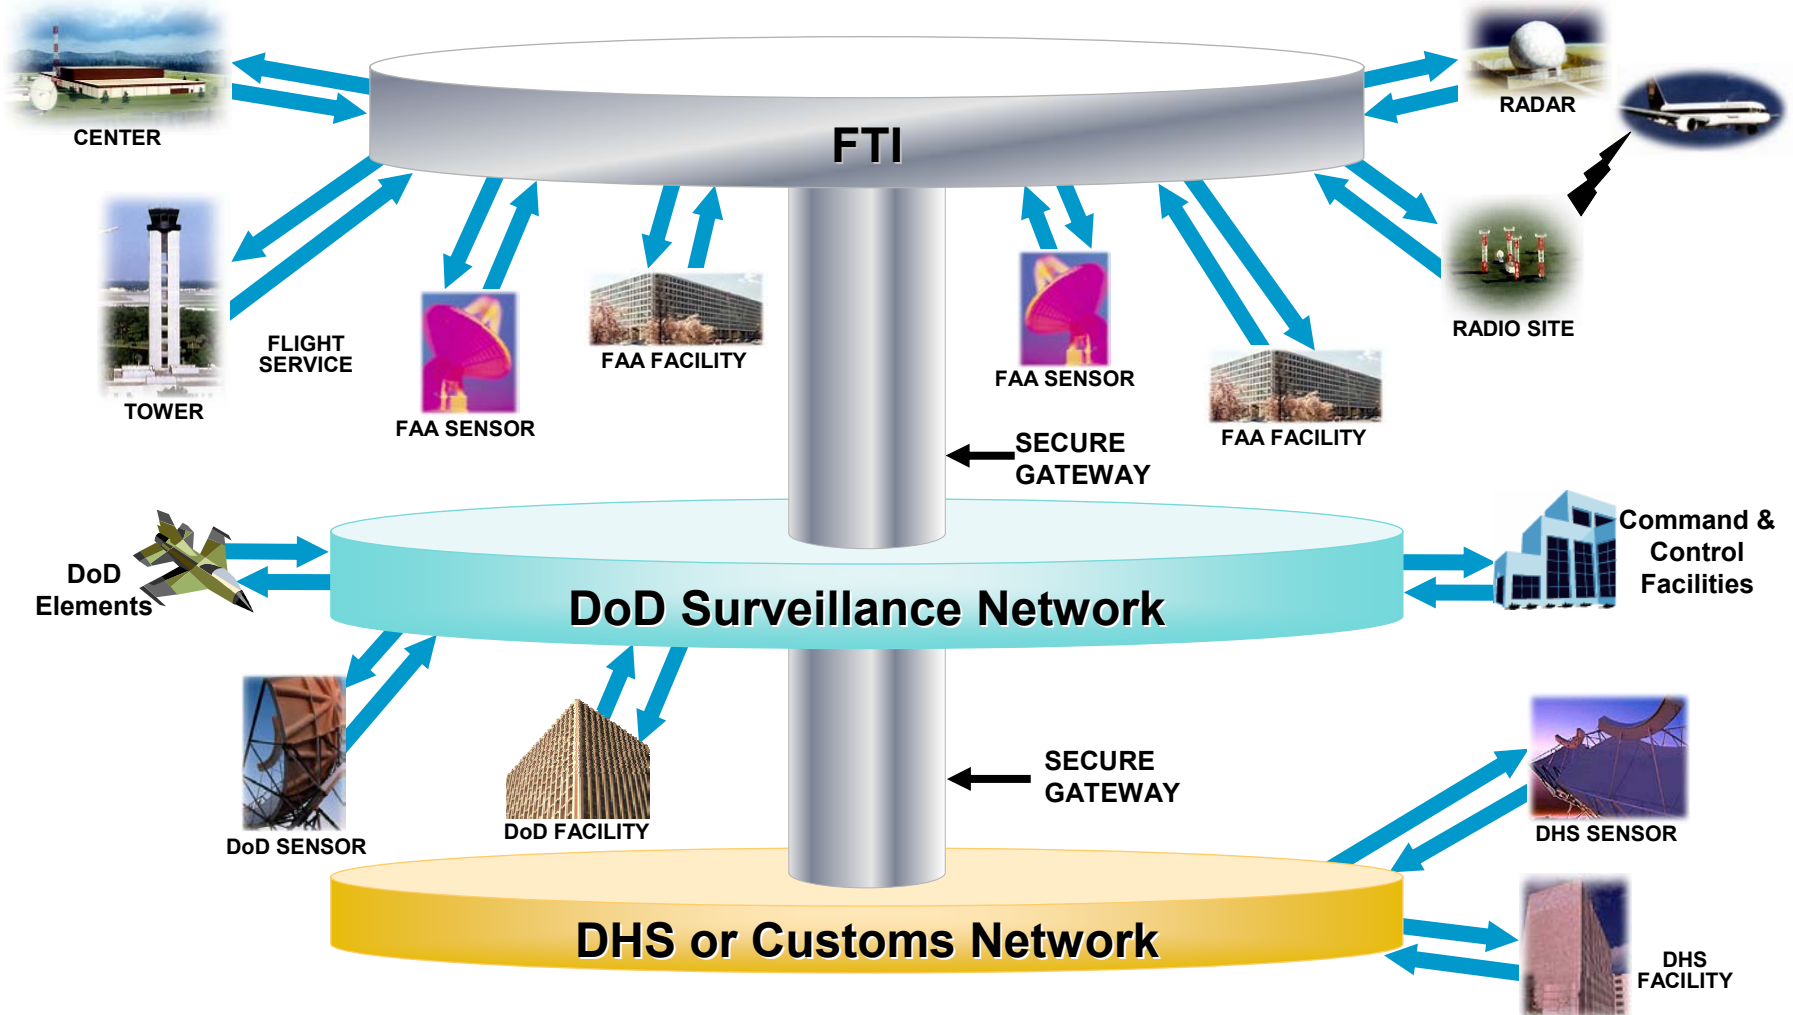 CENTER
FTI
RADAR
TOWER
FLIGHT
SERVICE
FAA SENSOR
FAA FACILITY
FAA SENSOR
FAA FACILITY
RADIO SITE
SECURE
GATEWAY
DoD
Elements
DoD Surveillance Network
Command &
Control
Facilities
DoD SENSOR
DoD FACILITY
SECURE
GATEWAY
DHS SENSOR
DHS or Customs Network
DHS
FACILITY